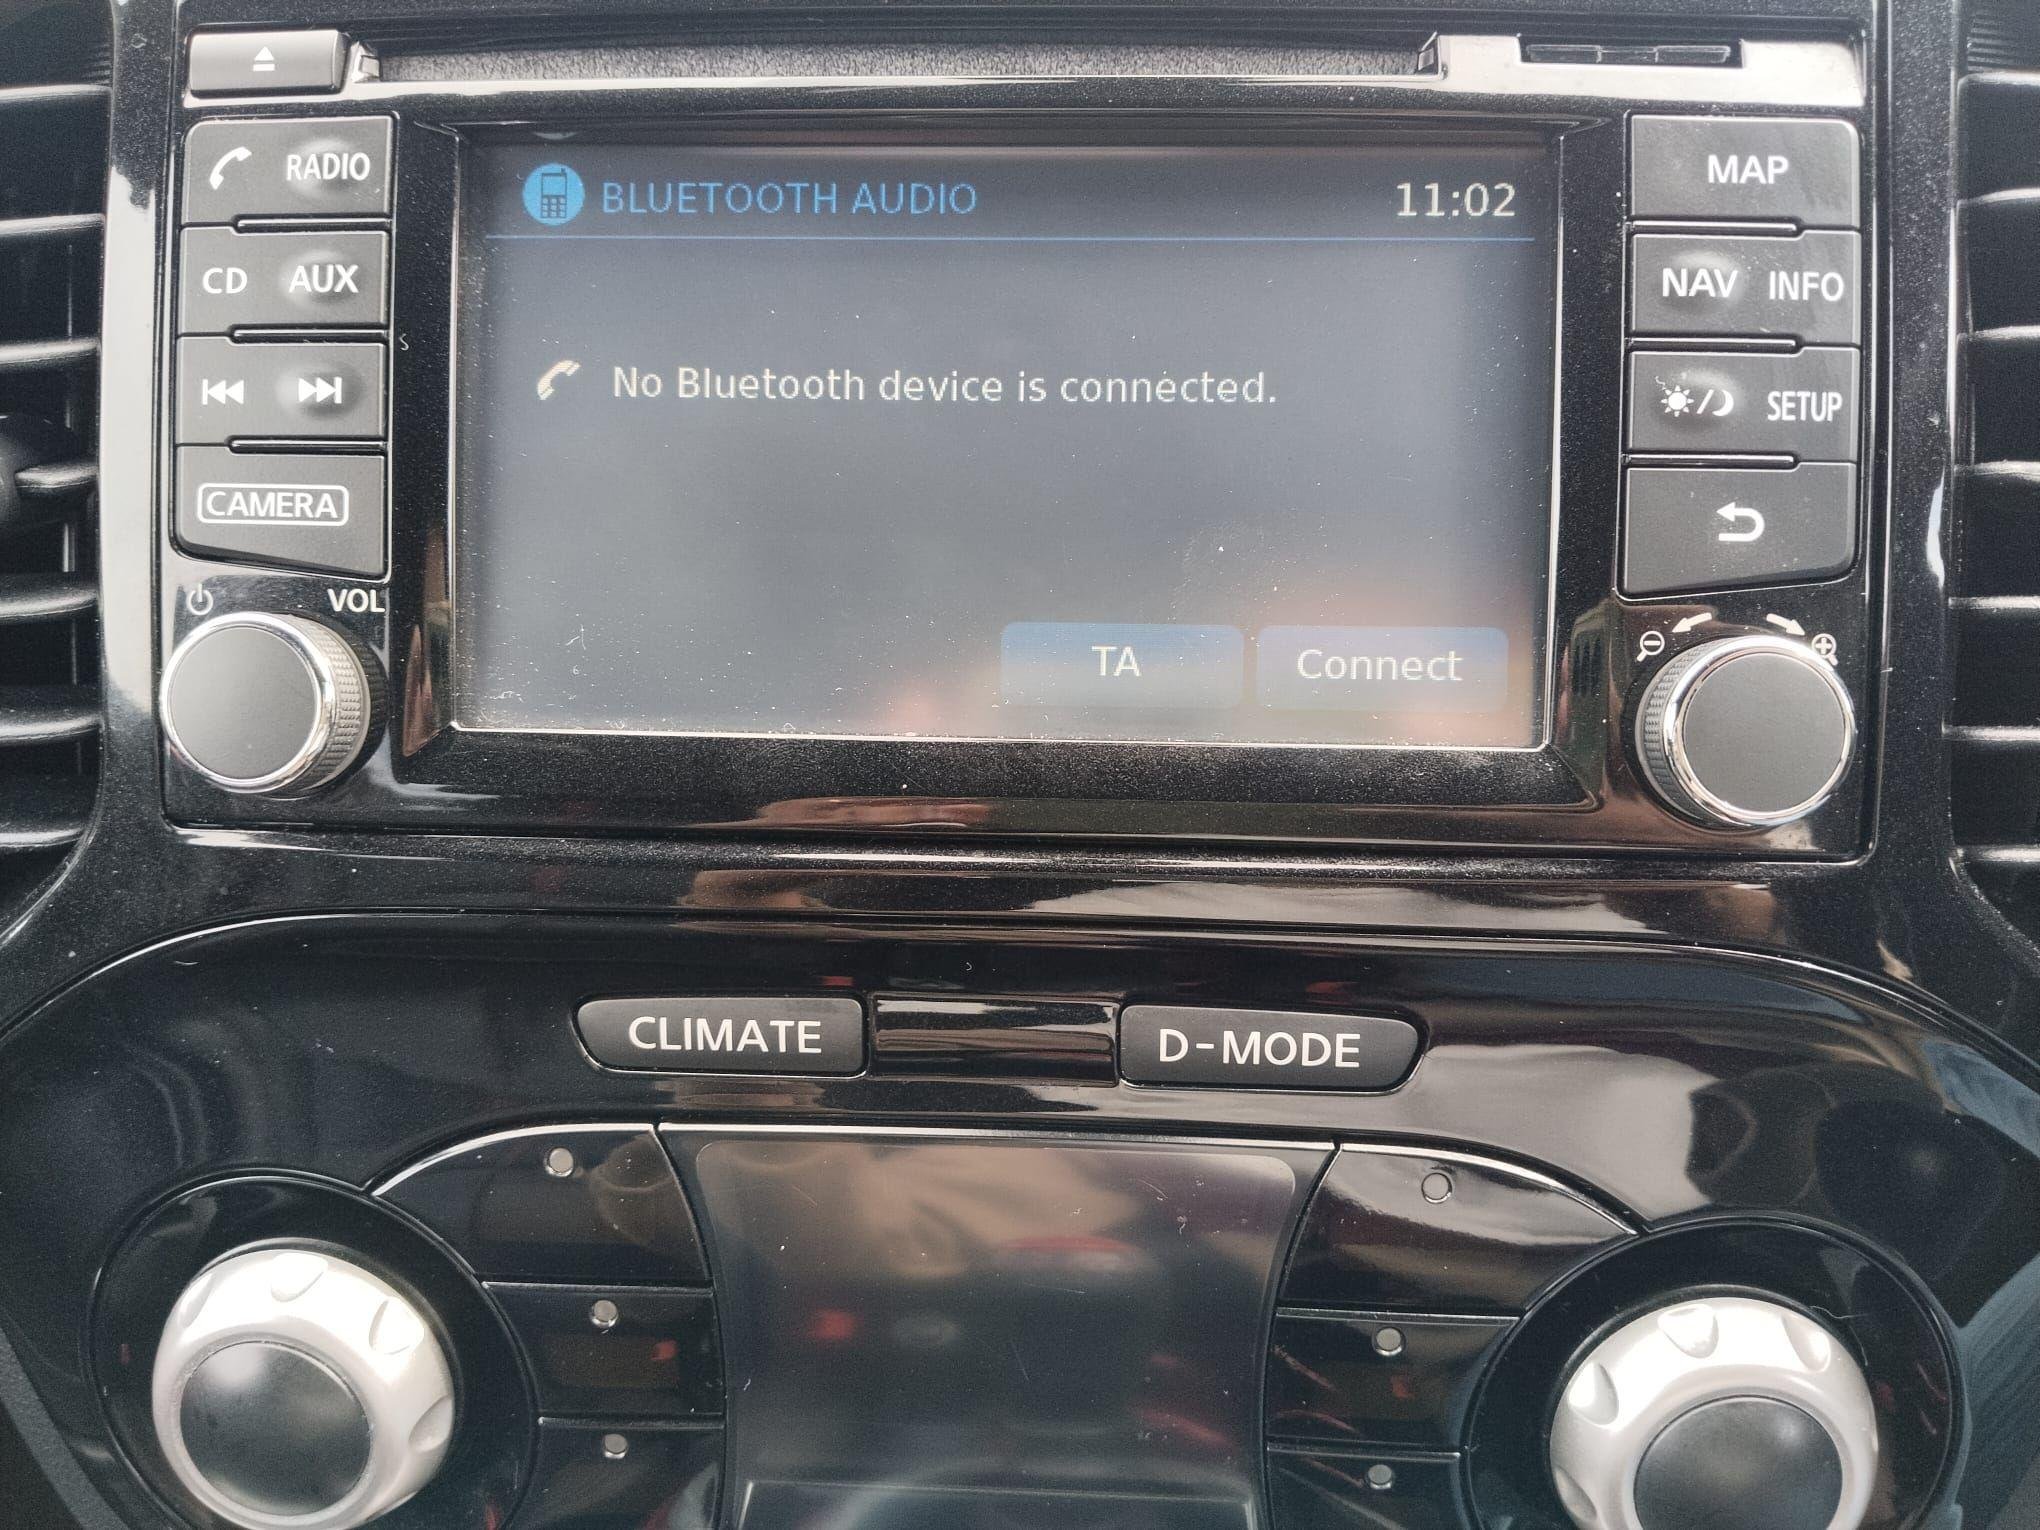 RADIO
CD AUX
CAMERA
VOL
BLUETOOTH AUDIO 11:02
No Bluetooth device is connected.
TA Connect
MAP
NAV INFO
SETUP
CLIMATE D-MODE